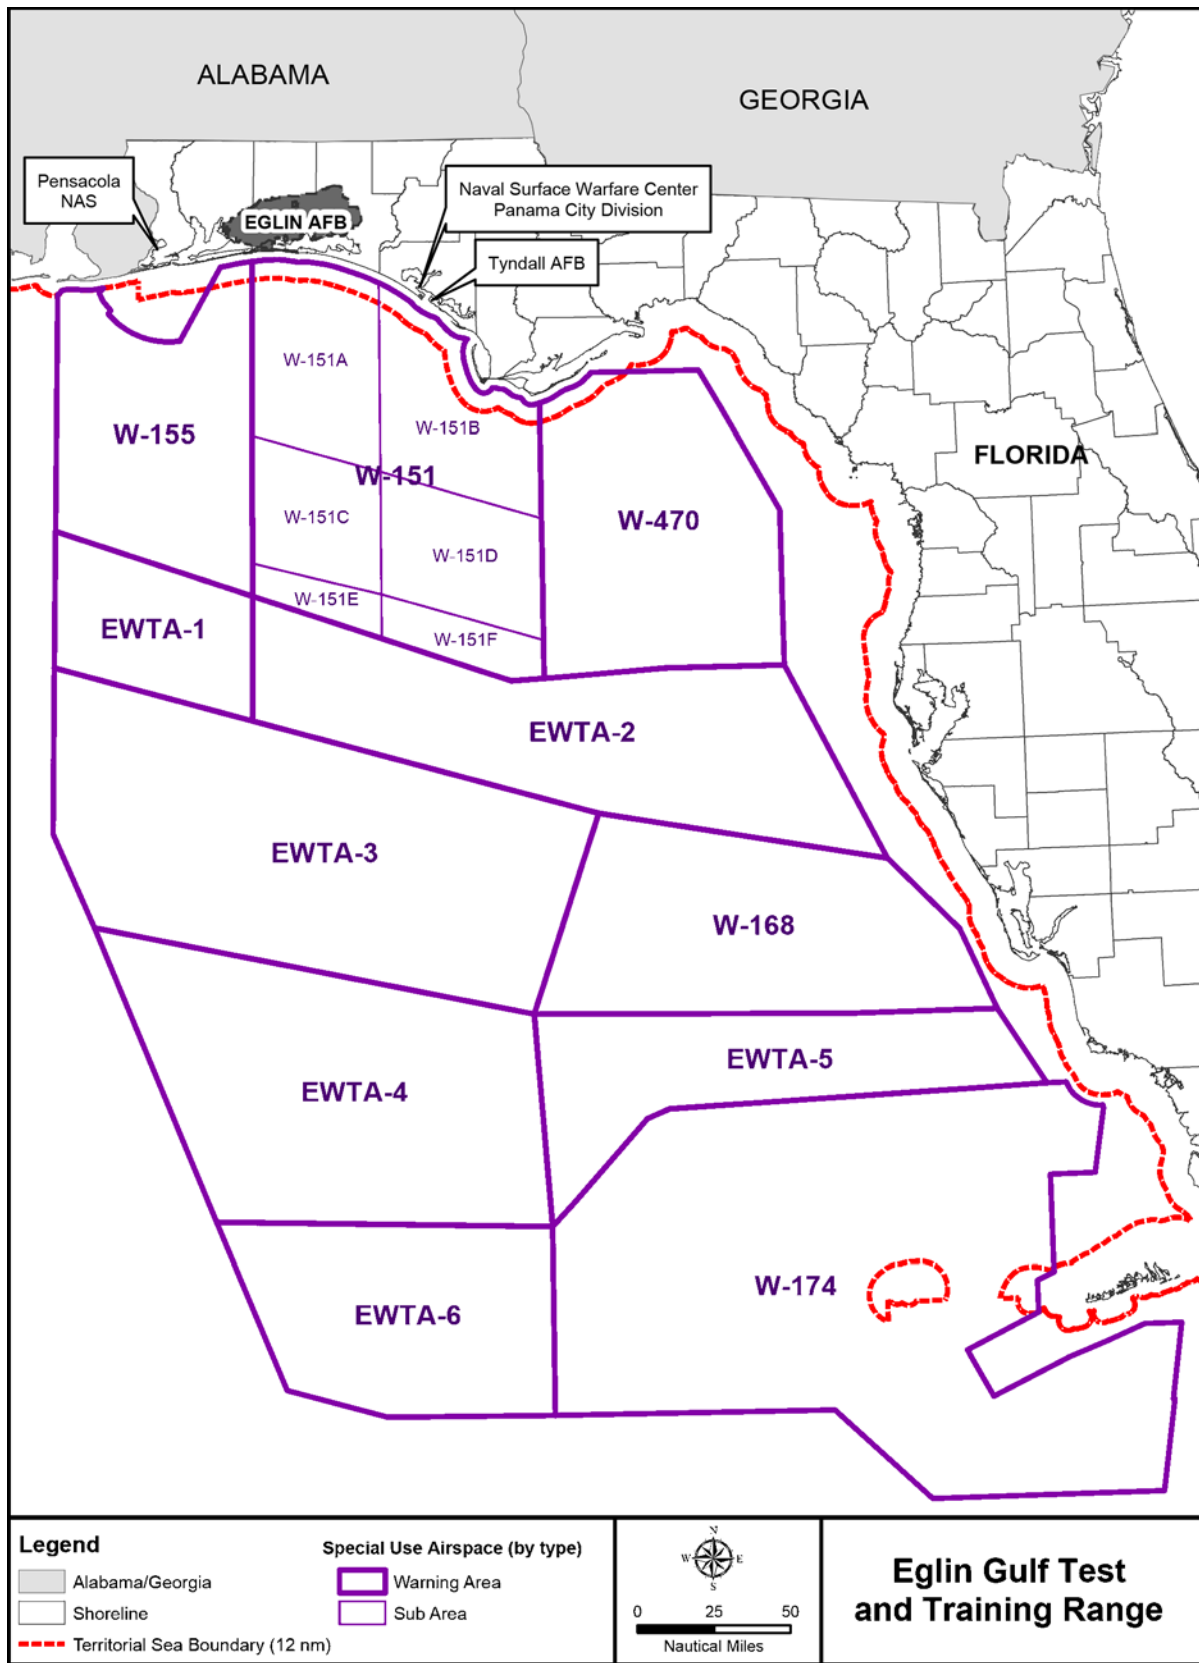 ALABAMA
GEORGIA
Pensacola
NAS
Naval Surface Warfare Center
Panama City Division
EGLIN AFB
Tyndall AFB
W-151A
W-151B
W-155
FLORIDA
W-151
W-151C
W-470
W-151D
W-151E
EWTA-1
W-151F
EWTA-2
EWTA-3
W-168
EWTA-5
EWTA-4
W-174
EWTA-6
Legend
Alabama/Georgia
Shoreline
Territorial Sea Boundary (12 nm)
Special Use Airspace (by type)
Warning Area
Sub Area
N
W E
S
0 25 50
Nautical Miles
Eglin Gulf Test
and Training Range